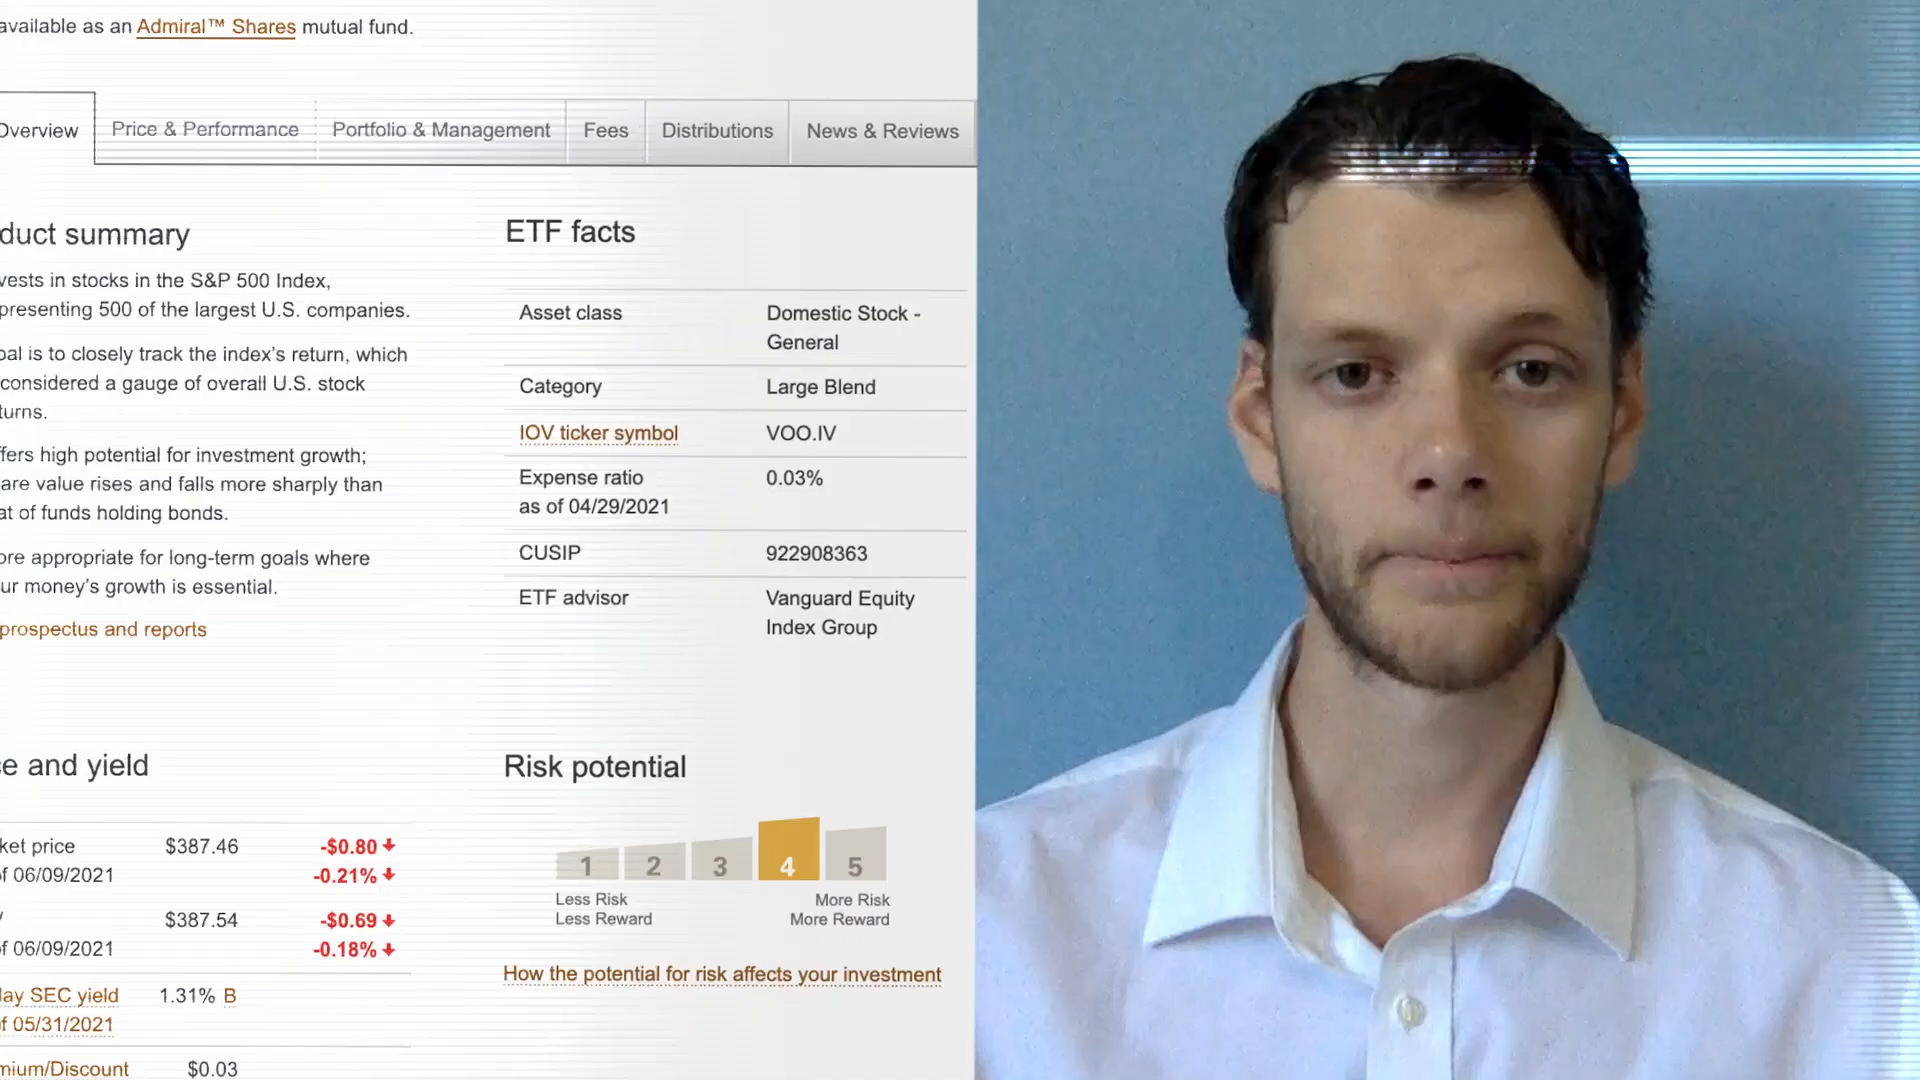 available as an Admiral™ Shares mutual fund.
Overview Price & Performance Portfolio & Management Fees Distributions News & Reviews
duct summary
vests in stocks in the S&P 500 Index,
presenting 500 of the largest U.S. companies.
oal is to closely track the index's return, which
considered a gauge of overall U.S. stock
turns.
ffers high potential for investment growth;
are value rises and falls more sharply than
at of funds holding bonds.
ore appropriate for long-term goals where
ur money's growth is essential.
prospectus and reports
ETF facts
Asset class Domestic Stock -
General
Category Large Blend
IOV ticker symbol VOO.IV
Expense ratio 0.03%
as of 04/29/2021
CUSIP 922908363
ETF advisor Vanguard Equity
Index Group
ce and yield
ket price $387.46 -$0.80
of 06/09/2021 -0.21%
$387.54 -$0.69
of 06/09/2021 -0.18%
day SEC yield 1.31% B
of 05/31/2021
mium/Discount $0.03
Risk potential
1 2 3 4 5
Less Risk More Risk
Less Reward More Reward
How the potential for risk affects your investment